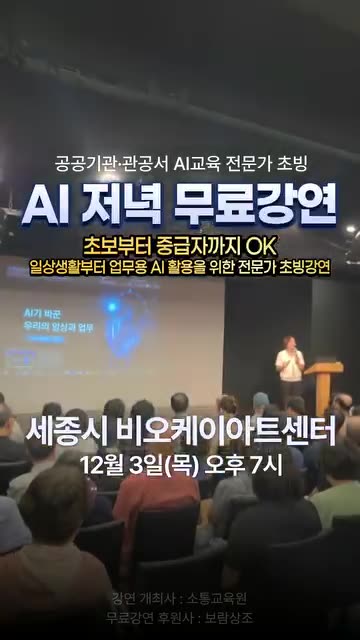 공공기관·관공서 AI교육 전문가 초빙
AI 저녁 무료강연
초보부터 중급자까지 OK
일상생활부터 업무용 AI 활용을 위한 전문가 초빙강연
AI가 바꾼
우리의 일상과 업무
세종시 비오케이아트센터
12월 3일(목) 오후 7시
강연 개최사 : 소통교육원
무료강연 후원사 : 보람상조